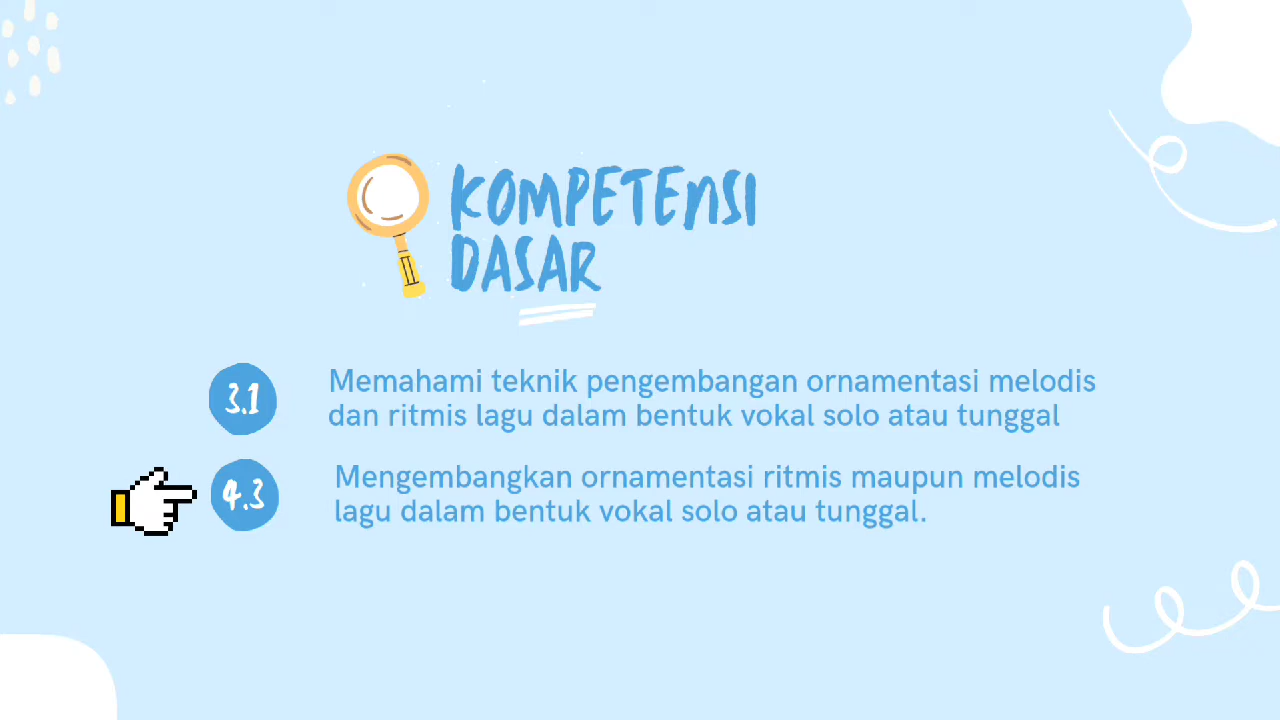 KOMPETENSI
DASAR
3.1
Memahami teknik pengembangan ornamentasi melodis
dan ritmis lagu dalam bentuk vokal solo atau tunggal
4.3
Mengembangkan ornamentasi ritmis maupun melodis
lagu dalam bentuk vokal solo atau tunggal.